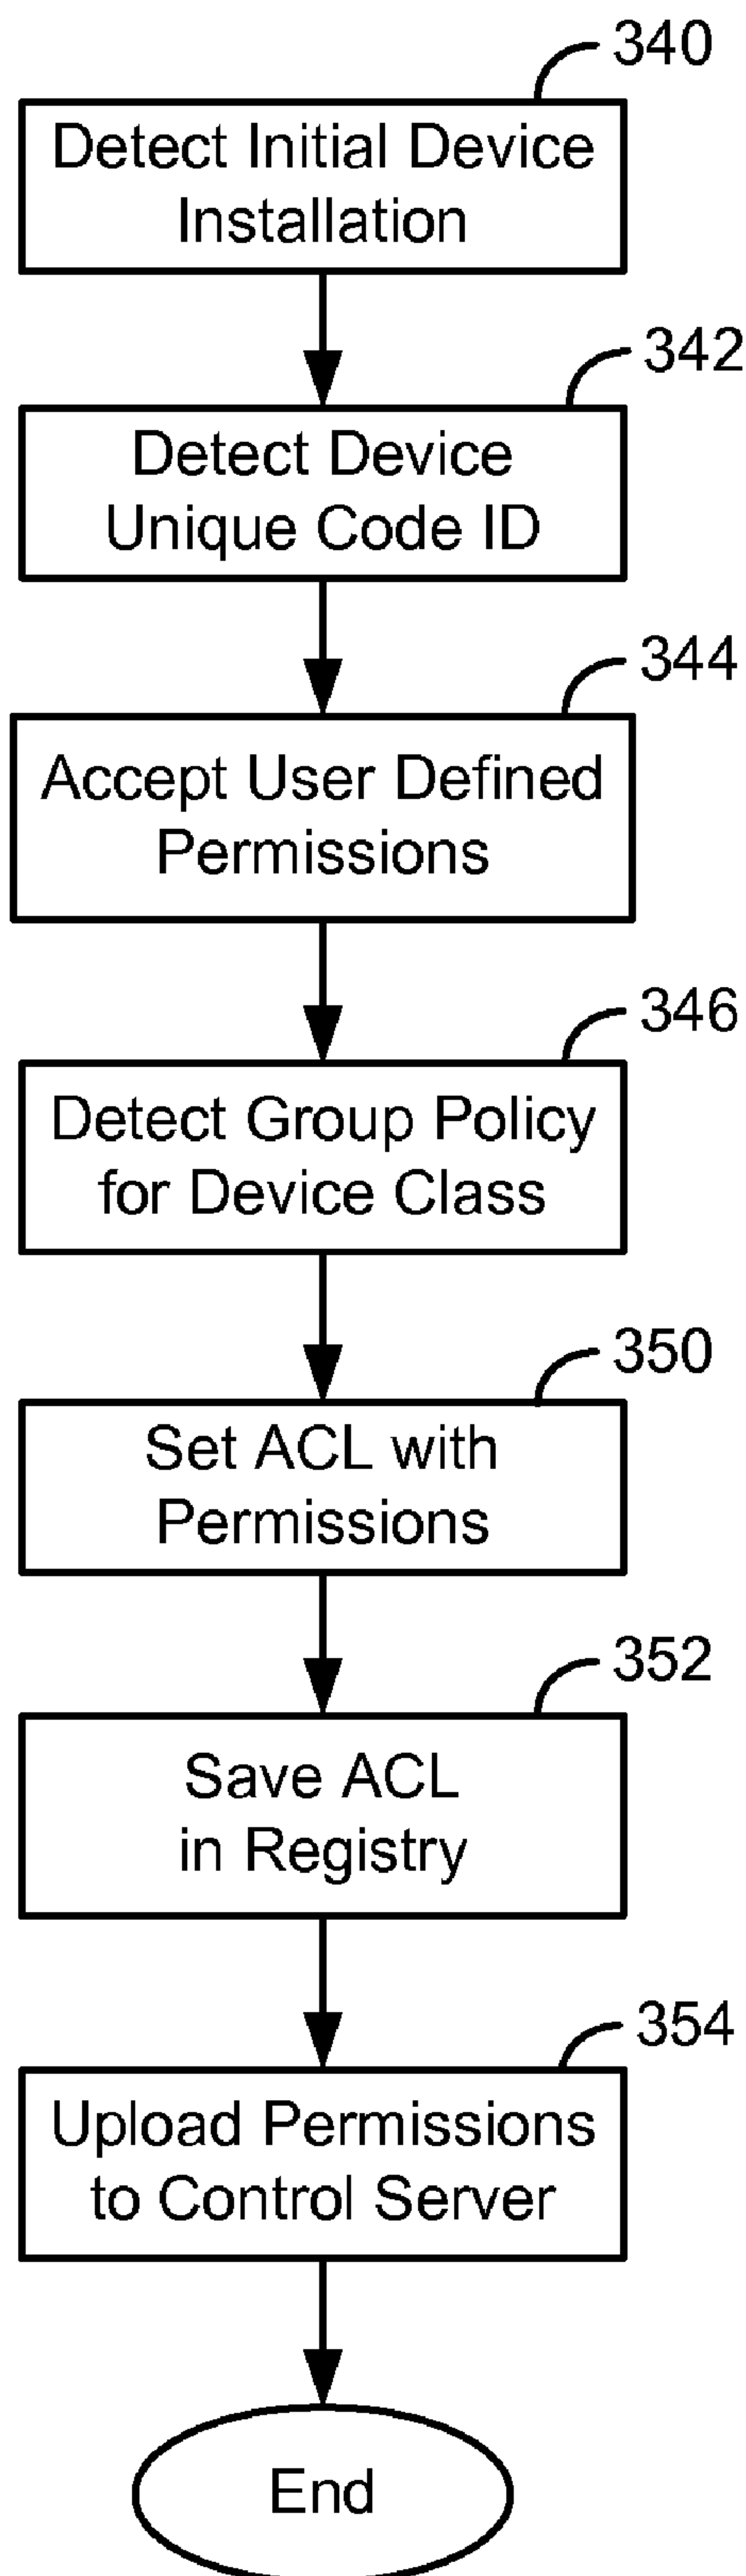 340
Detect Initial Device
Installation
342
Detect Device
Unique Code ID
344
Accept User Defined
Permissions
346
Detect Group Policy
for Device Class
350
Set ACL with
Permissions
352
Save ACL
in Registry
354
Upload Permissions
to Control Server
End